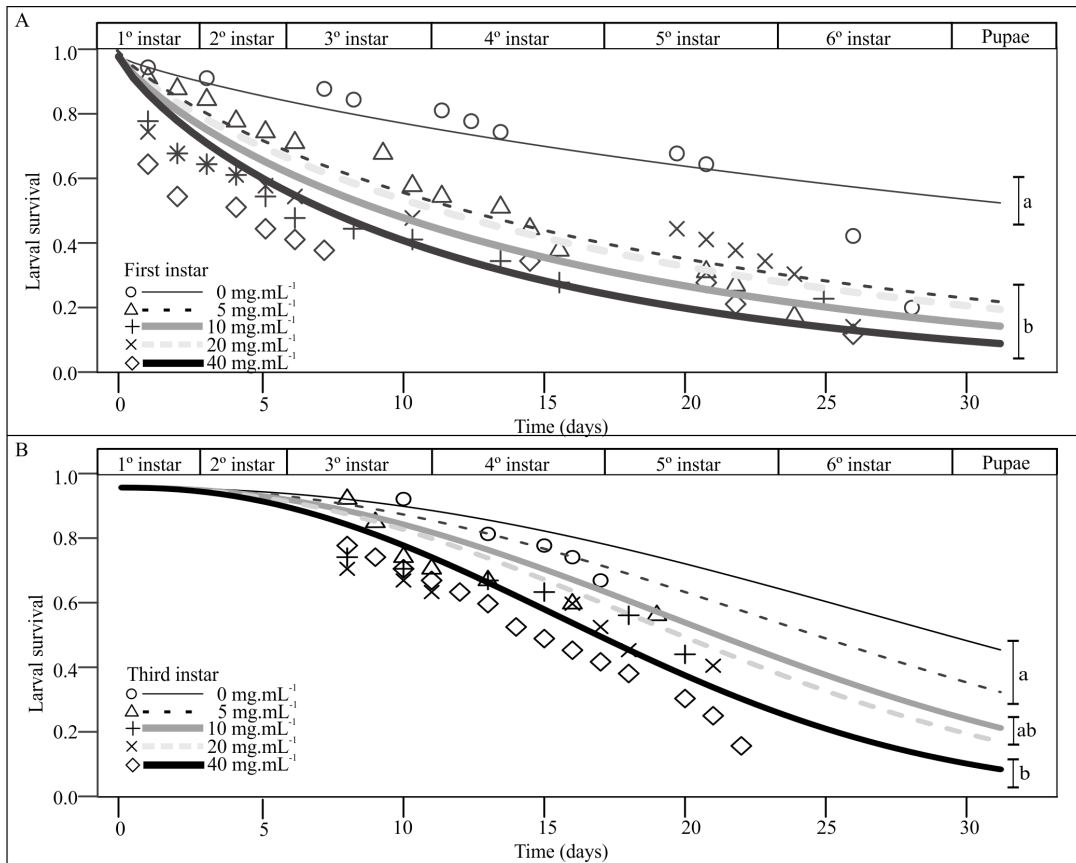 A
1º instar 2º instar 3º instar 4º instar 5º instar 6º instar Pupae
1.0
0.8
0.6
0.4
0.2
0.0
Larval survival
a
b
First instar
0 mg.mL⁻¹
5 mg.mL⁻¹
10 mg.mL⁻¹
20 mg.mL⁻¹
40 mg.mL⁻¹
0 5 10 15 20 25 30
Time (days)
B
1º instar 2º instar 3º instar 4º instar 5º instar 6º instar Pupae
1.0
0.8
0.6
0.4
0.2
0.0
Larval survival
a
ab
b
Third instar
0 mg.mL⁻¹
5 mg.mL⁻¹
10 mg.mL⁻¹
20 mg.mL⁻¹
40 mg.mL⁻¹
0 5 10 15 20 25 30
Time (days)